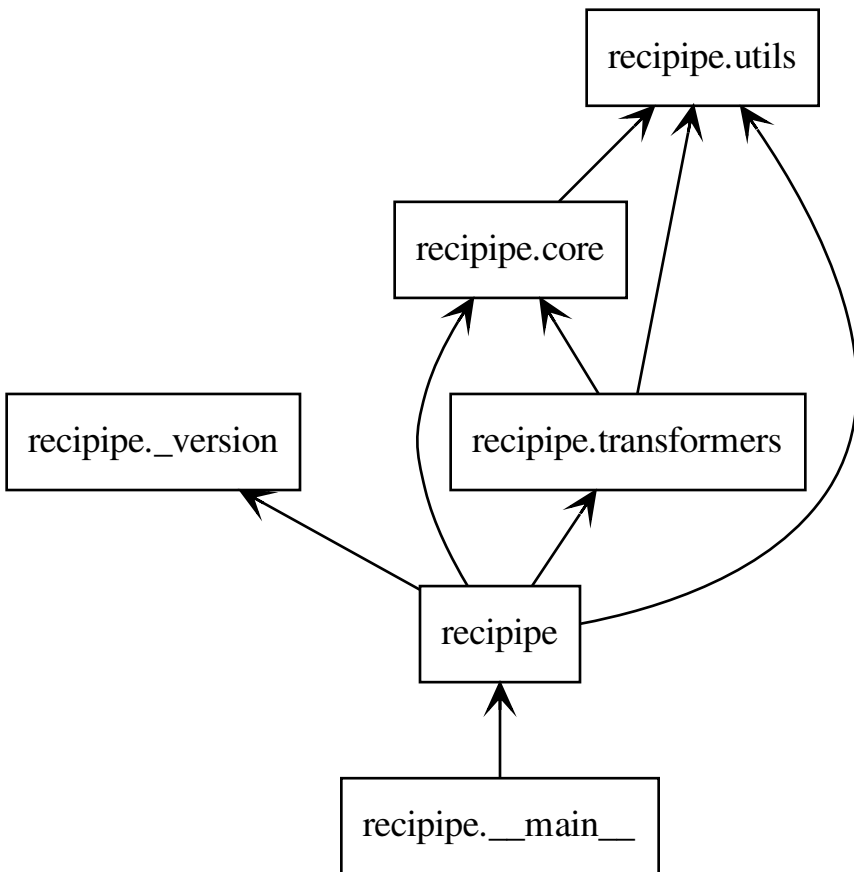 recipipe.utils
recipipe.core
recipipe._version
recipipe.transformers
recipipe
recipipe.__main__